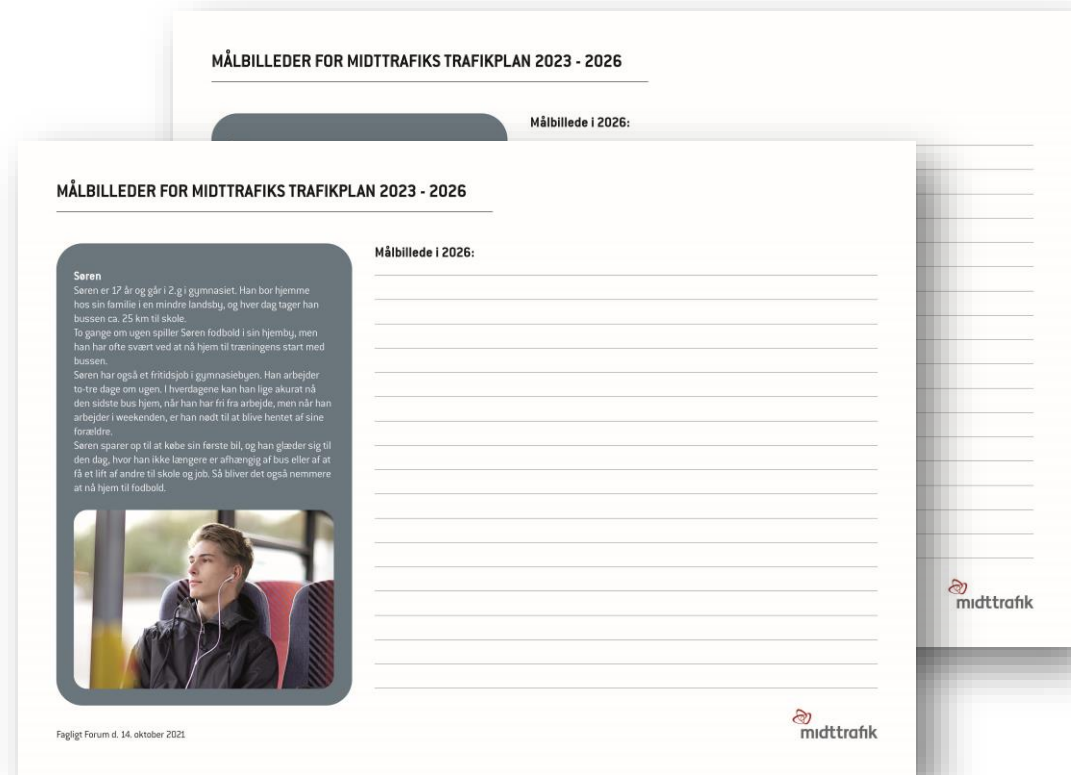 MÅLBILLEDER FOR MIDTTRAFIKS TRAFIKPLAN 2023 - 2026
Målbillede i 2026:
midttrafik
MÅLBILLEDER FOR MIDTTRAFIKS TRAFIKPLAN 2023 - 2026
Målbillede i 2026:
Søren
Søren er 17 år og går i 2.g i gymnasiet. Han bor hjemme
hos sin familie i en mindre landsby, og hver dag tager han
bussen ca. 25 km til skole.
To gange om ugen spiller Søren fodbold i sin hjemby, men
han har ofte svært ved at nå hjem til træningens start med
bussen.
Søren har også et fritidsjob i gymnasiebyen. Han arbejder
to-tre dage om ugen. I hverdagene kan han lige akurat nå
den sidste bus hjem, når han har fri fra arbejde, men når han
arbejder i weekenden, er han nødt til at blive hentet af sine
forældre.
Søren sparer op til at købe sin første bil, og han glæder sig til
den dag, hvor han ikke længere er afhængig af bus eller af at
få et lift af andre til skole og job. Så bliver det også nemmere
at nå hjem til fodbold.
Fagligt Forum d. 14. oktober 2021
midttrafik